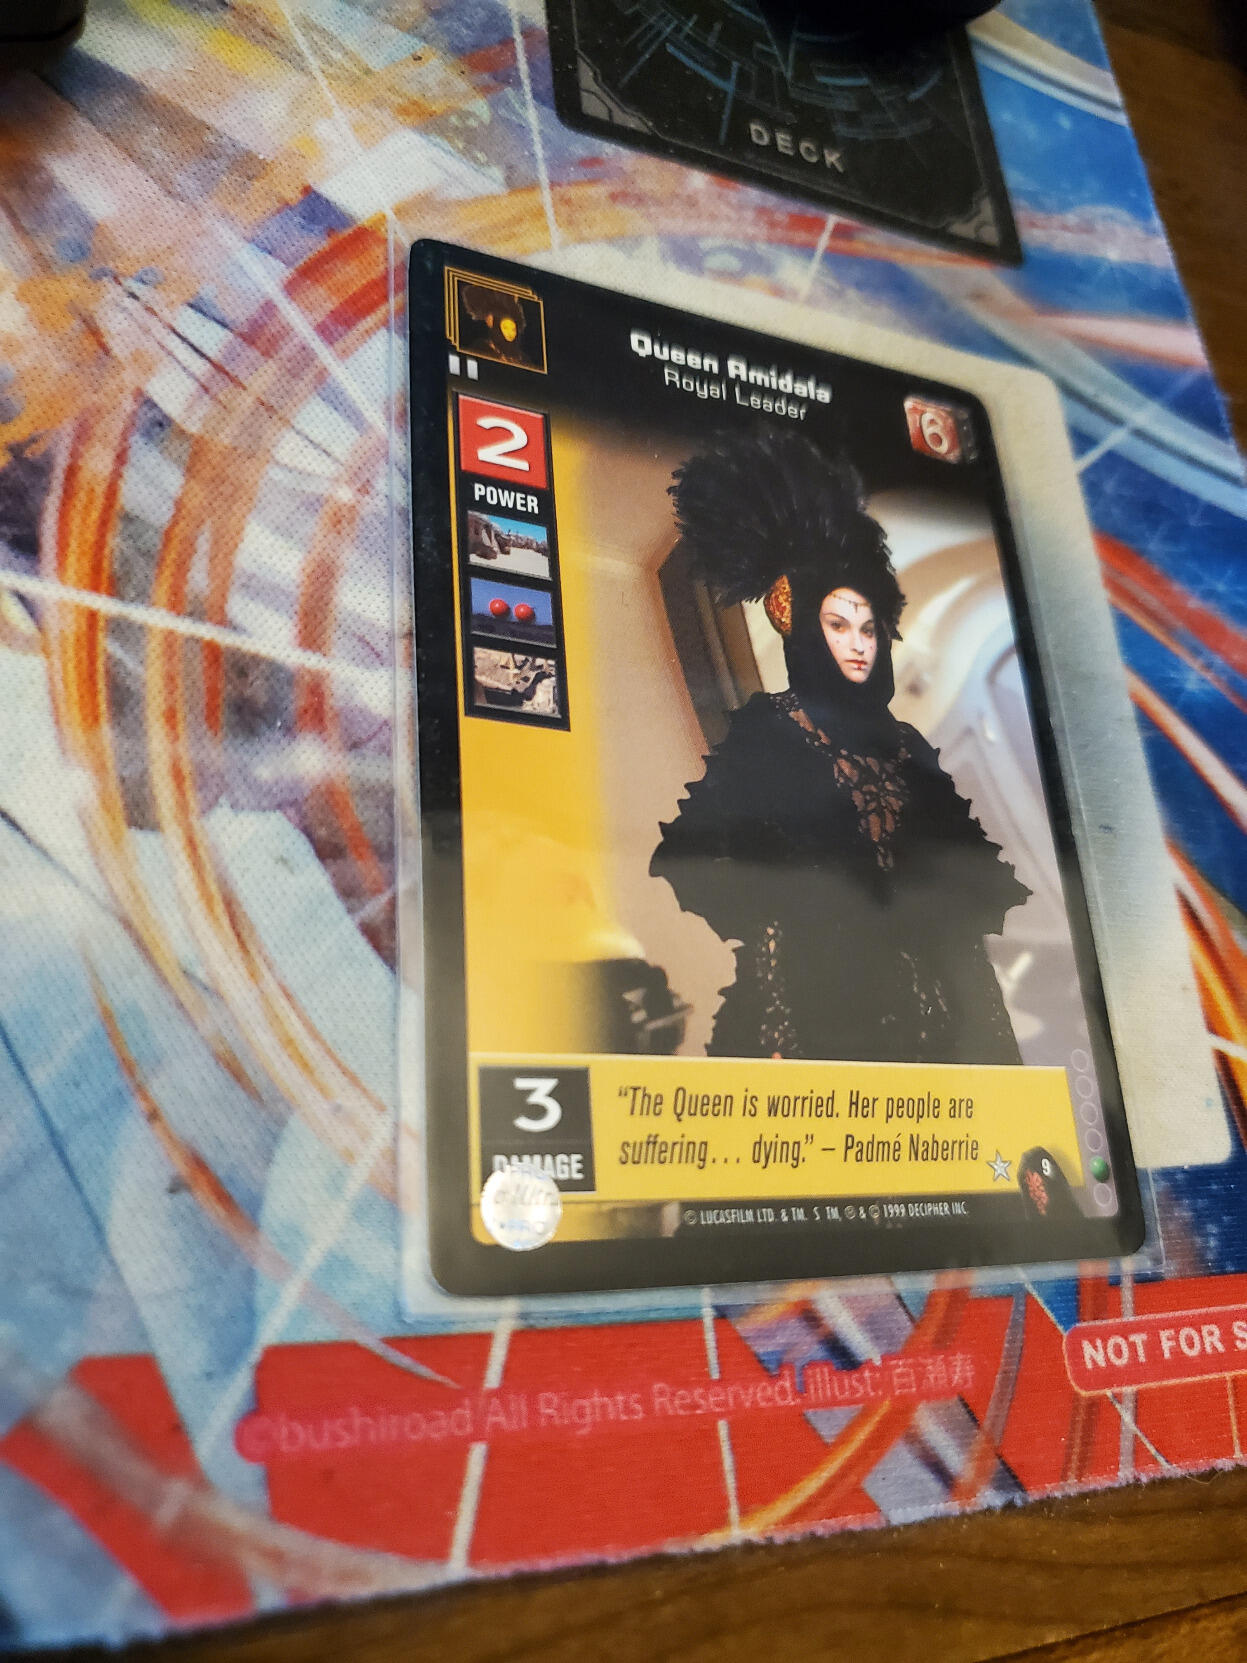 DECK
Queen Amidala
Royal Leader
6
2
POWER
3
DAMAGE
"The Queen is worried. Her people are
suffering... dying." – Padmé Naberrie
9
© LUCASFILM LTD. & TM. S TM, ® & © 1999 DECIPHER INC.
PRO
©bushiroad All Rights Reserved. illust: 百瀬寿
NOT FOR S